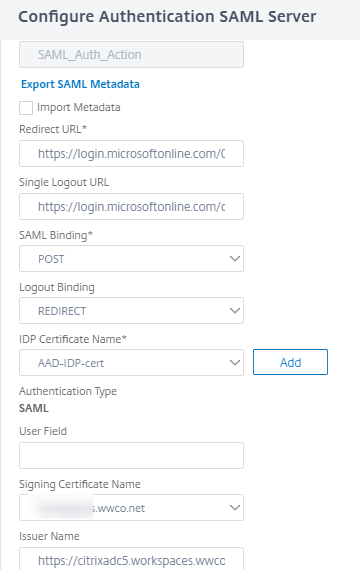 Configure Authentication SAML Server
SAML_Auth_Action
Export SAML Metadata
Import Metadata
Redirect URL*
https://login.microsoftonline.com/0
Single Logout URL
https://login.microsoftonline.com/c
SAML Binding*
POST
Logout Binding
REDIRECT
IDP Certificate Name*
AAD-IDP-cert
Add
Authentication Type
SAML
User Field
Signing Certificate Name
s.wwco.net
Issuer Name
https://citrixadc5.workspaces.wwco